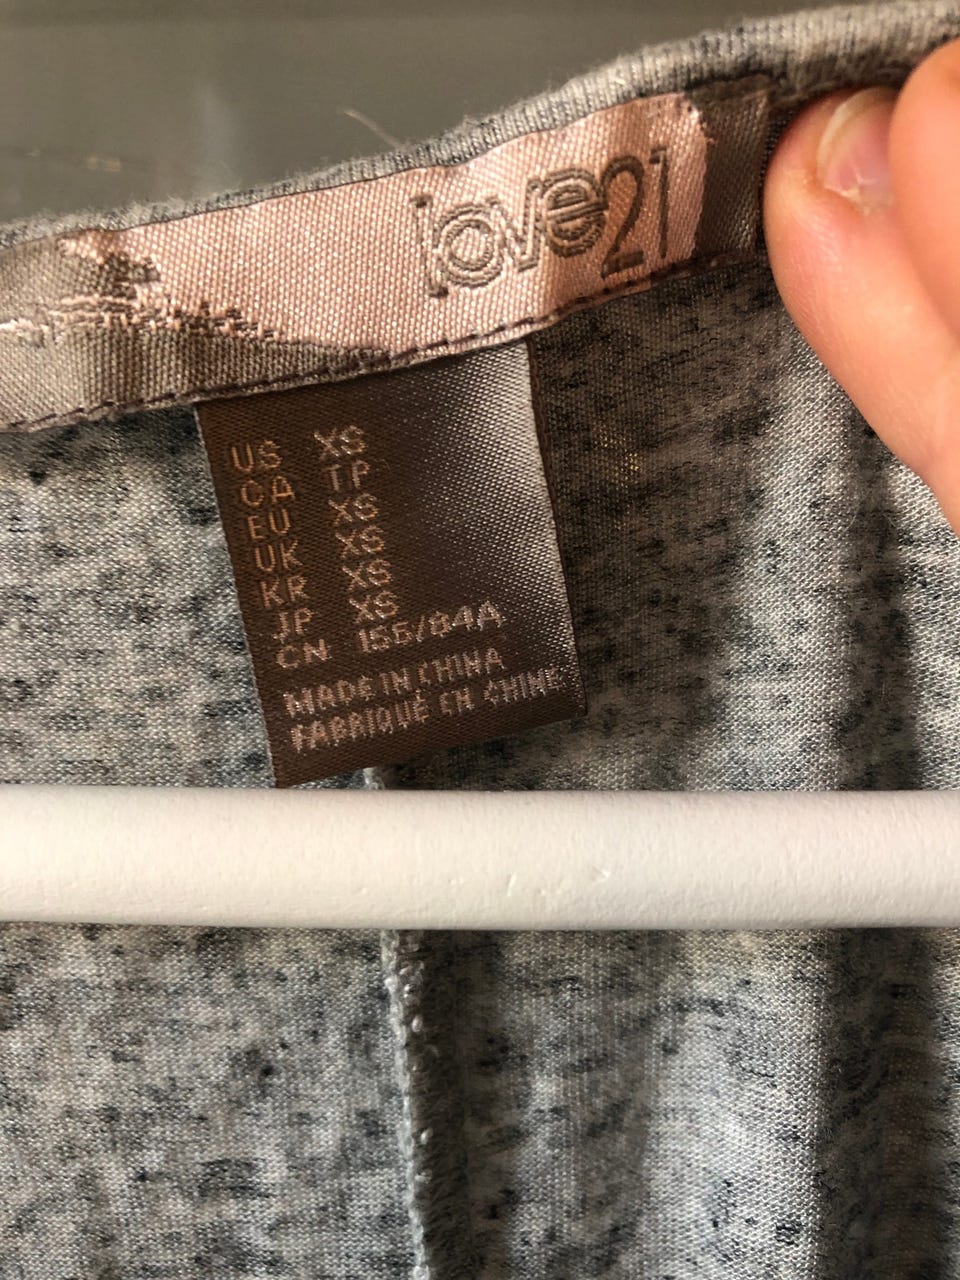 love21
US XS
CA TP
EU XS
UK XS
KR XS
JP XS
CN 155/84A
MADE IN CHINA
FABRIQUÉ EN CHINE